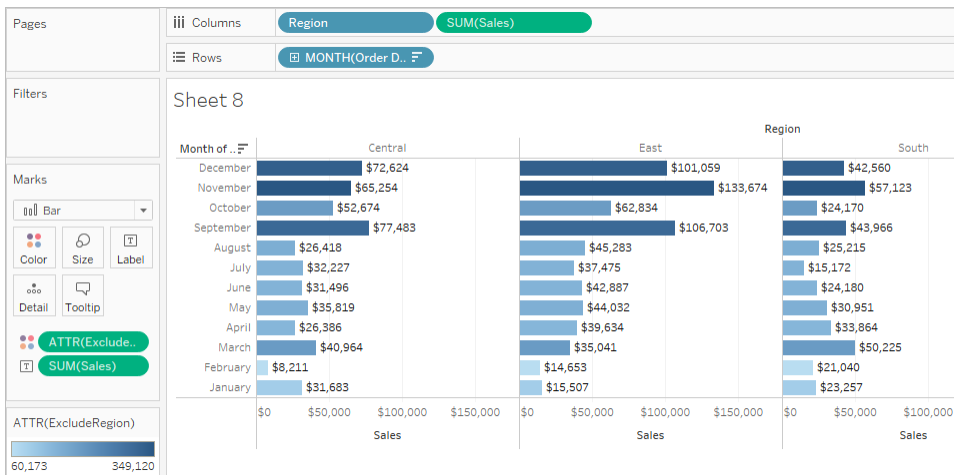 Pages
Columns Region SUM(Sales)
Rows MONTH(Order D..
Filters
Marks
Bar
Color Size Label
Detail Tooltip
ATTR(Exclude..
SUM(Sales)
ATTR(ExcludeRegion)
60,173 349,120
Sheet 8
Region
Month of .. Central East South
December $72,624 $101,059 $42,560
November $65,254 $133,674 $57,123
October $52,674 $62,834 $24,170
September $77,483 $106,703 $43,966
August $26,418 $45,283 $25,215
July $32,227 $37,475 $15,172
June $31,496 $42,887 $24,180
May $35,819 $44,032 $30,951
April $26,386 $39,634 $33,864
March $40,964 $35,041 $50,225
February $8,211 $14,653 $21,040
January $31,683 $15,507 $23,257
$0 $50,000 $100,000 $150,000 $0 $50,000 $100,000 $150,000 $0 $50,000 $100,000
Sales Sales Sales